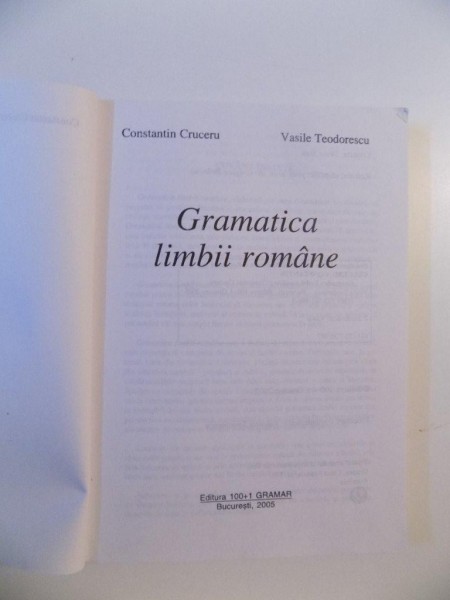 Constantin Cruceru Vasile Teodorescu
Gramatica
limbii române
Editura 100+1 GRAMAR
București, 2005